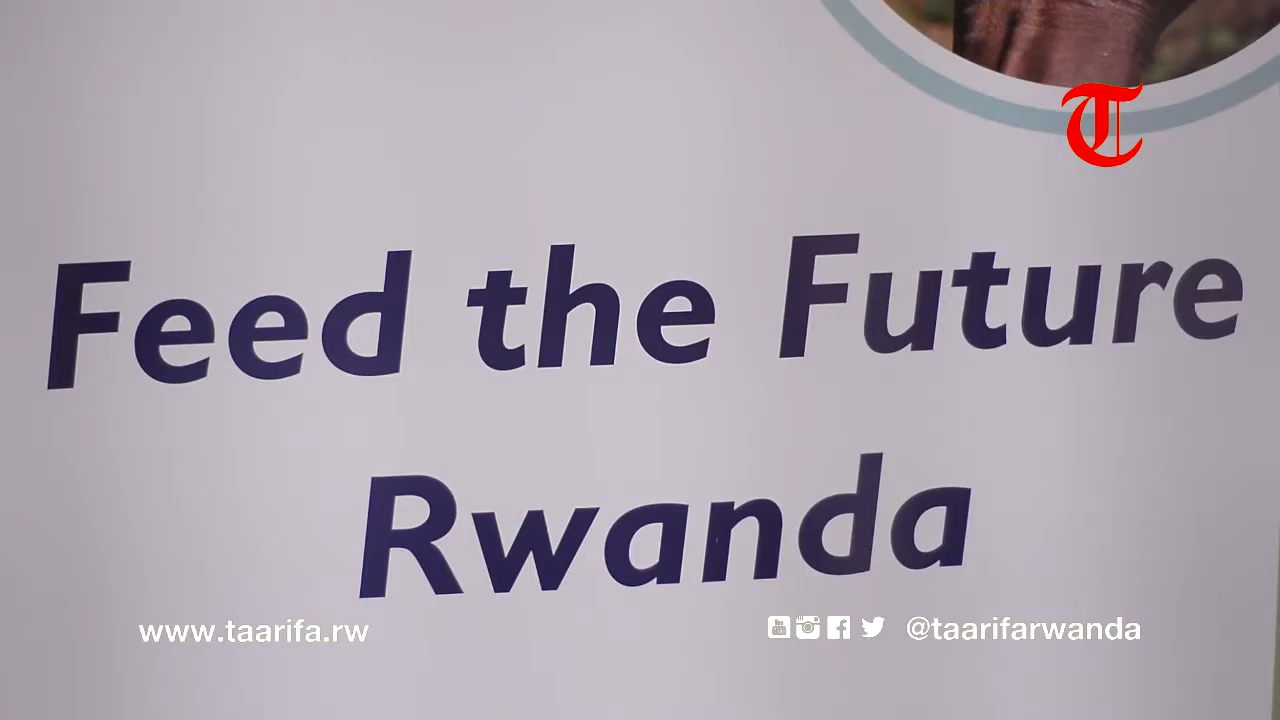 T
Feed the Future
Rwanda
www.taarifa.rw
@taarifarwanda